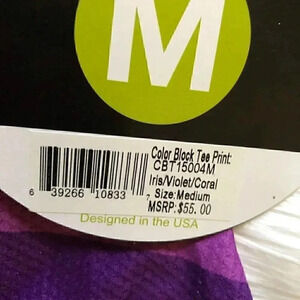 M
Color Block Tee Print:
CBT15004M
Iris/Violet/Coral
Size:Medium
MSRP:$55.00
6 39266 10833 7
Designed in the USA